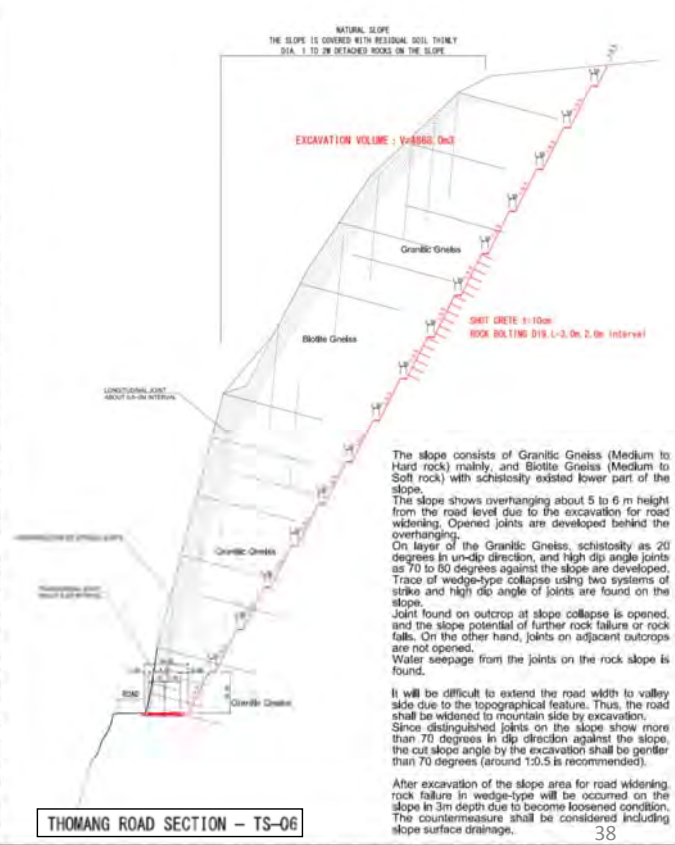 NATURAL SLOPE
THE SLOPE IS COVERED WITH RESIDUAL SOIL THINLY
DIA. 1 TO 2M DETACHED ROCKS ON THE SLOPE
EXCAVATION VOLUME : V=4868.0m3
Granitic Gneiss
SHOT CRETE t=10cm
ROCK BOLTING D19, L=3.0m, 2.0m interval
Biotite Gneiss
LONGITUDINAL JOINT
The slope consists of Granitic Gneiss (Medium to
Hard rock) mainly, and Biotite Gneiss (Medium to
Soft rock) with schistosity existed lower part of the
slope.
The slope shows overhanging about 5 to 6 m height
from the road level due to the excavation for road
widening. Opened joints are developed behind the
overhanging.
On layer of the Granitic Gneiss, schistosity as 20
degrees in un-dip direction, and high dip angle joints
as 70 to 80 degrees against the slope are developed.
Trace of wedge-type collapse using two systems of
strike and high dip angle of joints are found on the
slope.
Joint found on outcrop at slope collapse is opened,
and the slope potential of further rock failure or rock
falls. On the other hand, joints on adjacent outcrops
are not opened.
Water seepage from the joints on the rock slope is
found.
It will be difficult to extend the road width to valley
side due to the topographical feature. Thus, the road
shall be widened to mountain side by excavation.
Since distinguished joints on the slope show more
than 70 degrees in dip direction against the slope,
the cut slope angle by the excavation shall be gentler
than 70 degrees (around 1:0.5 is recommended).
After excavation of the slope area for road widening,
rock failure in wedge-type will be occurred on the
slope in 3m depth due to become loosened condition.
The countermeasure shall be considered including
slope surface drainage.
Granitic Gneiss
ROAD
Granitic Gneiss
THOMANG ROAD SECTION – TS–06
38